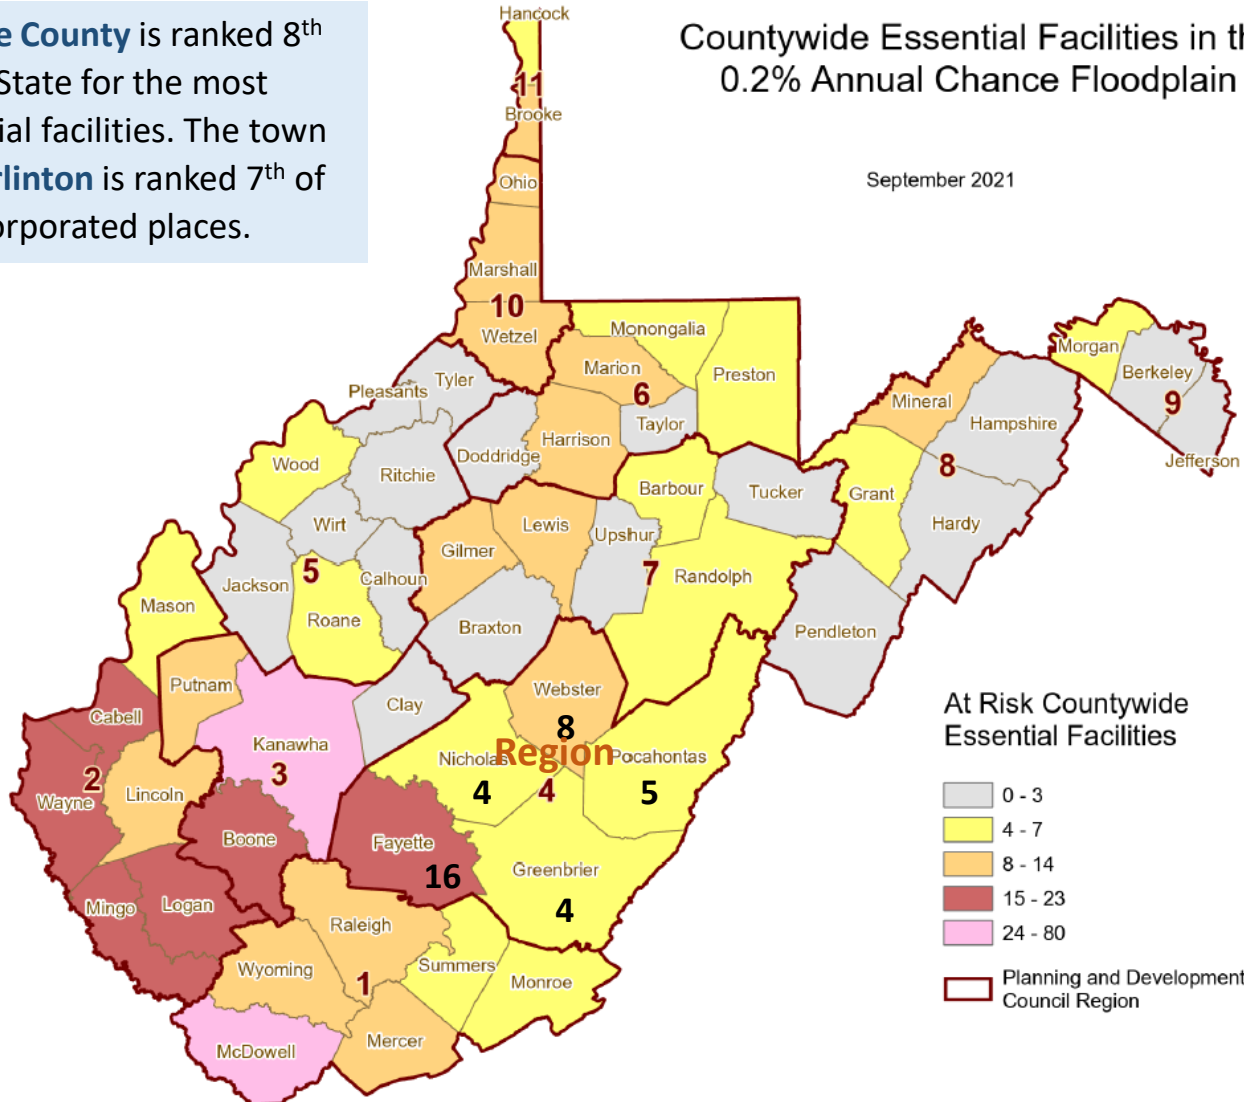 e County is ranked 8th
State for the most
ial facilities. The town
rlinton is ranked 7th of
orporated places.
Countywide Essential Facilities in th
0.2% Annual Chance Floodplain
September 2021
Hancock
11
Brooke
Ohio
Marshall
10
Wetzel
Monongalia
Marion
Preston
6
Taylor
Tyler
Pleasants
Doddridge
Harrison
Ritchie
Wood
Wirt
Barbour
Tucker
Lewis
Upshur
Gilmer
Jackson
5
Calhoun
Roane
7
Randolph
Braxton
Mason
Morgan
Berkeley
9
Jefferson
Mineral
Hampshire
8
Grant
Hardy
Pendleton
Putnam
Cabell
Clay
Webster
8
Kanawha
3
Nicholas
Region
Pocahontas
4
4
5
2
Wayne
Lincoln
Boone
Fayette
16
Greenbrier
4
Mingo
Logan
Raleigh
Wyoming
1
Summers
Monroe
McDowell
Mercer
At Risk Countywide
Essential Facilities
0 - 3
4 - 7
8 - 14
15 - 23
24 - 80
Planning and Development
Council Region